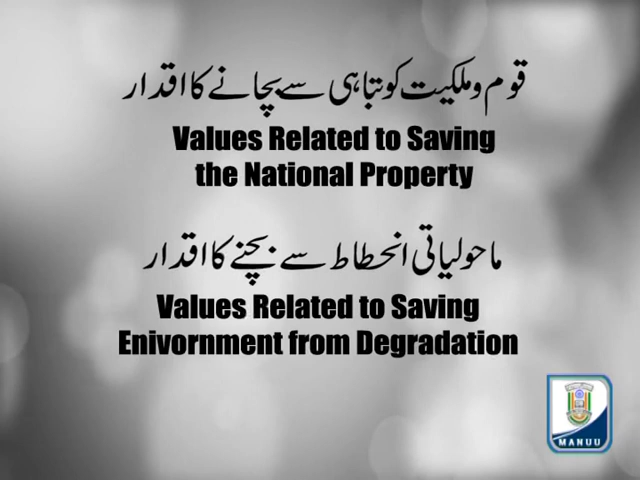 قوم و ملکیت کو تباہی سے بچانے کا اقدار
Values Related to Saving
the National Property
ماحولیاتی انحطاط سے بچنے کا اقدار
Values Related to Saving
Enivornment from Degradation
MANUU